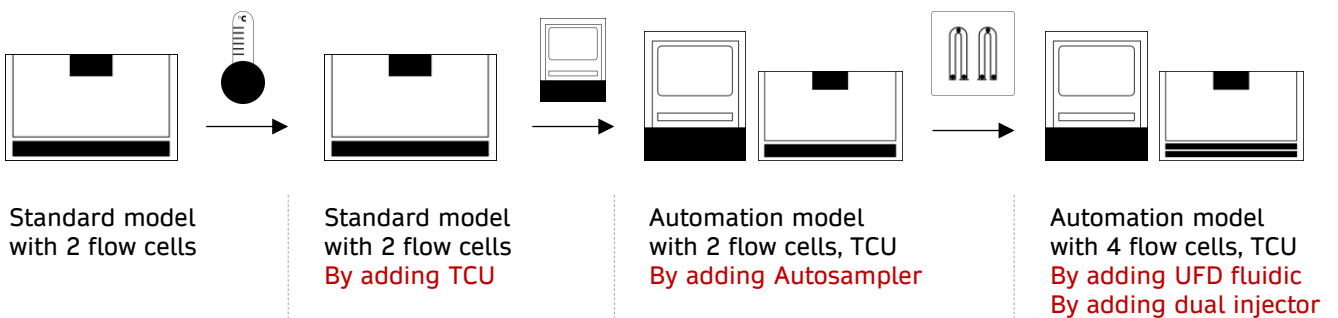 °C
Standard model
with 2 flow cells
Standard model
with 2 flow cells
By adding TCU
Automation model
with 2 flow cells, TCU
By adding Autosampler
Automation model
with 4 flow cells, TCU
By adding UFD fluidic
By adding dual injector